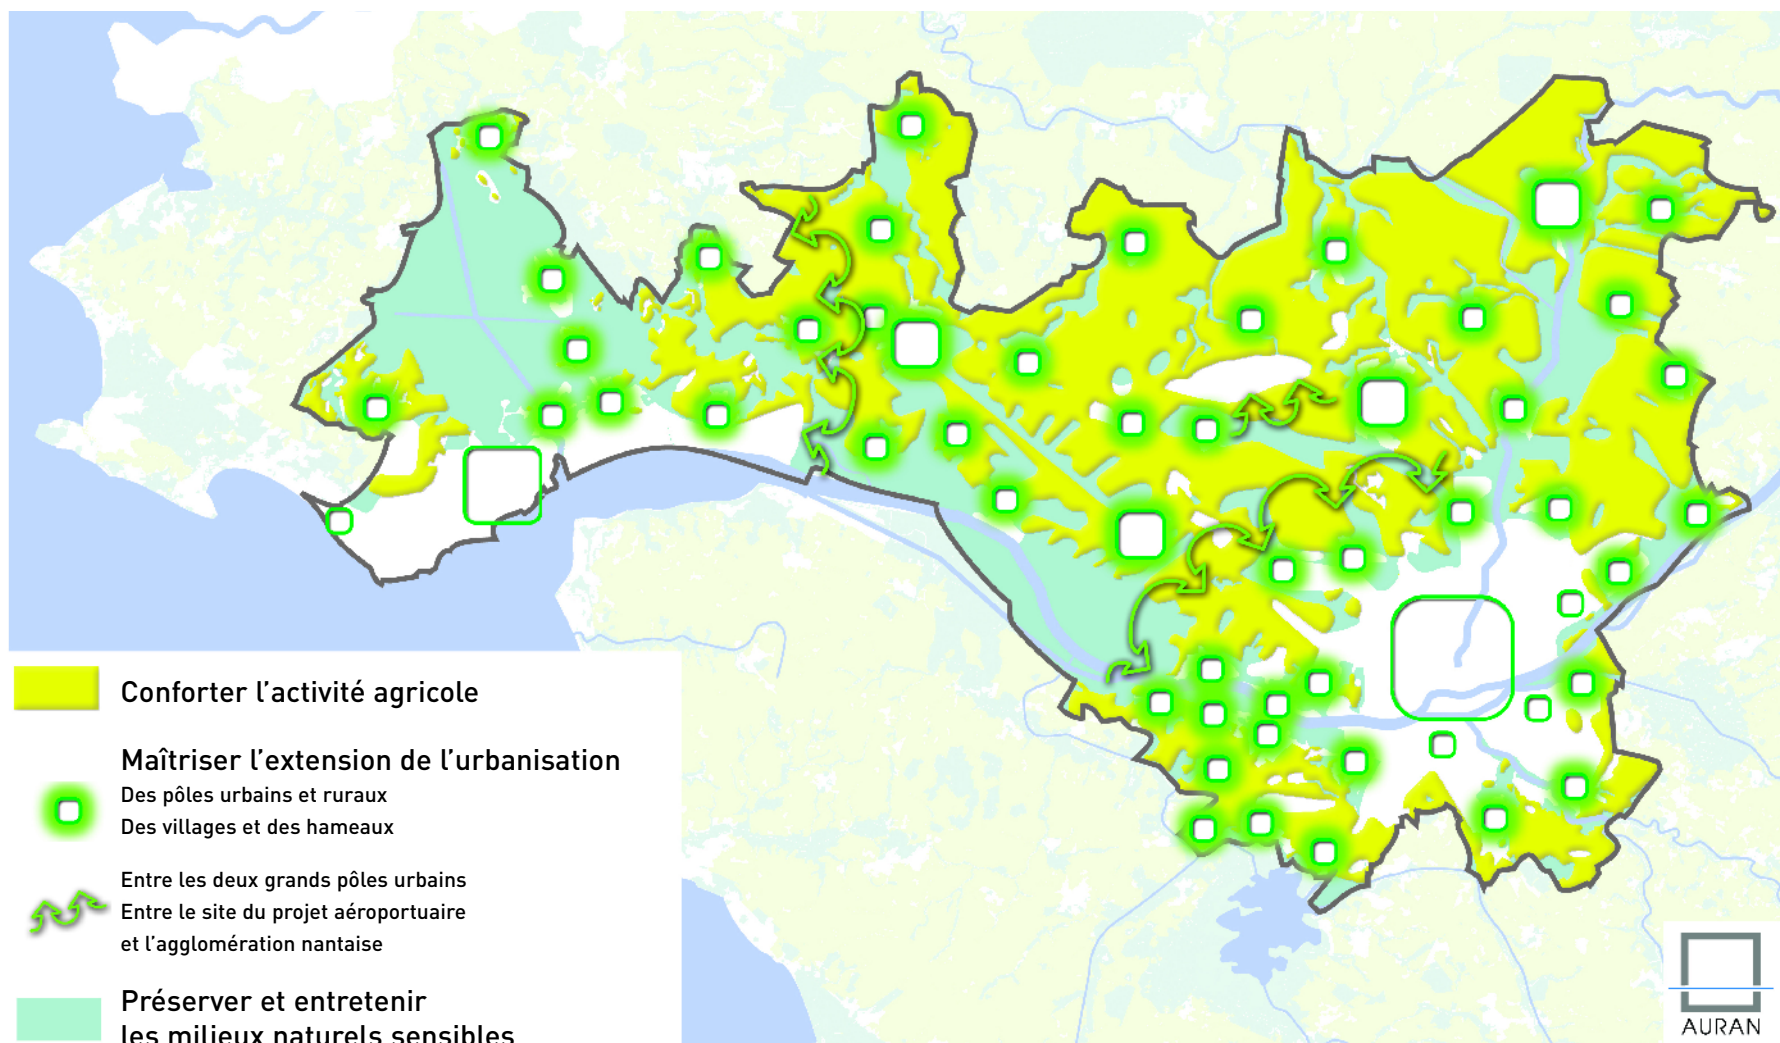 Conforter l’activité agricole
Maîtriser l’extension de l’urbanisation
Des pôles urbains et ruraux
Des villages et des hameaux
Entre les deux grands pôles urbains
Entre le site du projet aéroportuaire
et l’agglomération nantaise
Préserver et entretenir
les milieux naturels sensibles
AURAN